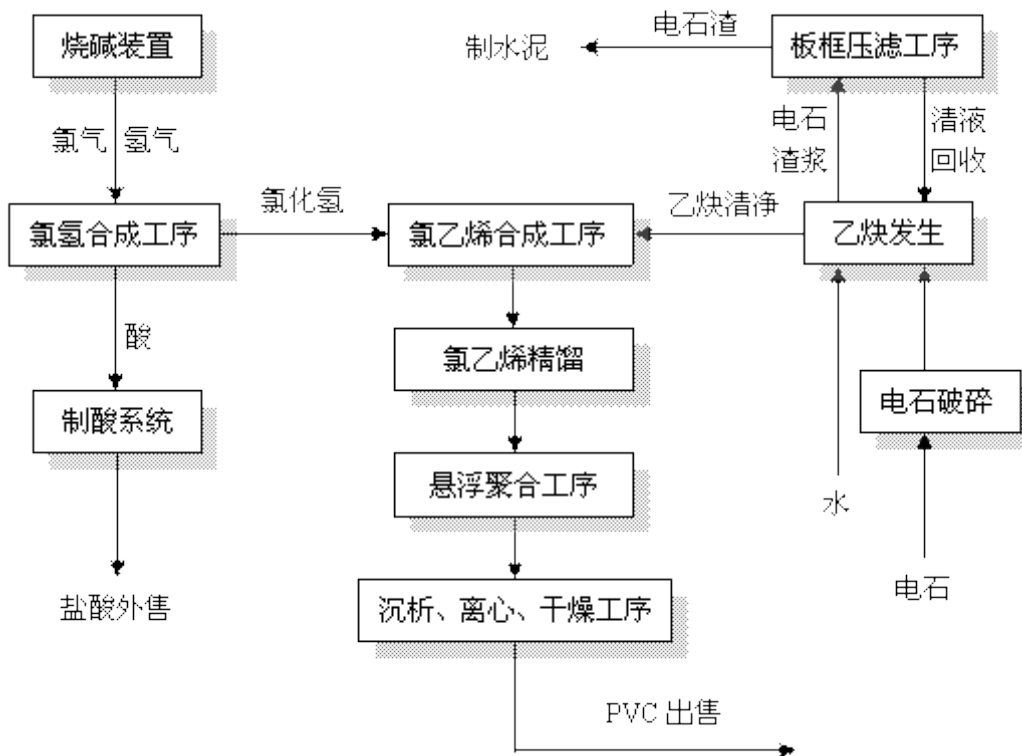 烧碱装置
制水泥
电石渣
板框压滤工序
氯气
氢气
电石
渣浆
清液
回收
氯氢合成工序
氯化氢
氯乙烯合成工序
乙炔清净
乙炔发生
酸
氯乙烯精馏
制酸系统
电石破碎
悬浮聚合工序
水
盐酸外售
沉析、离心、干燥工序
电石
PVC 出售